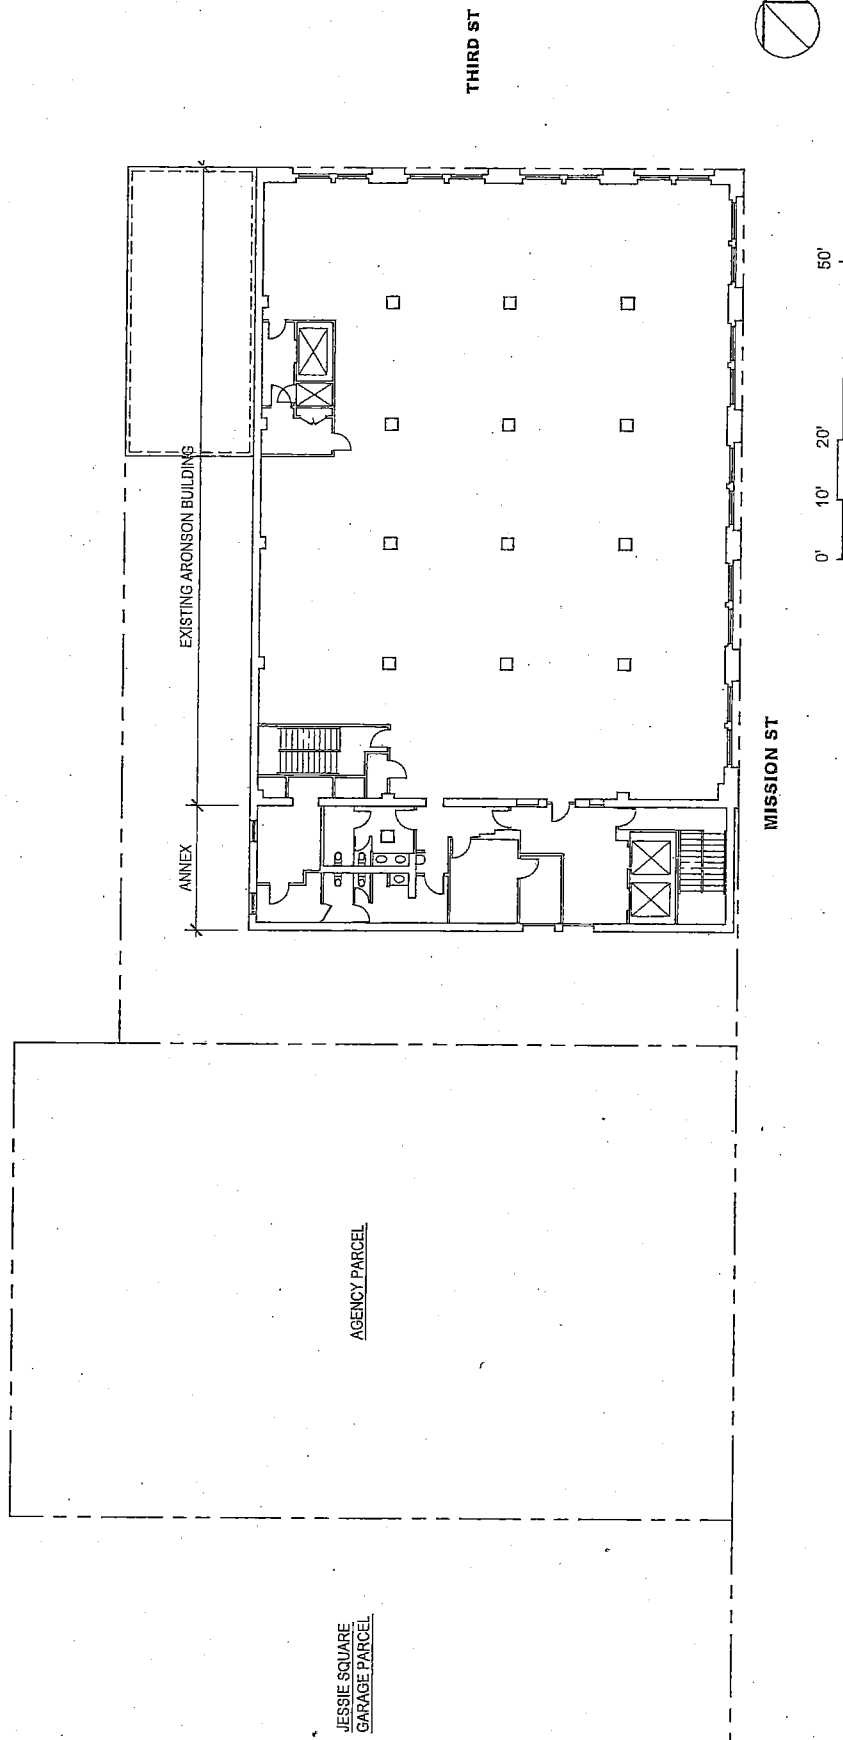 THIRD ST
EXISTING ARONSON BUILDING
ANNEX
MISSION ST
0' 10' 20' 50'
AGENCY PARCEL
JESSIE SQUARE
GARAGE PARCEL